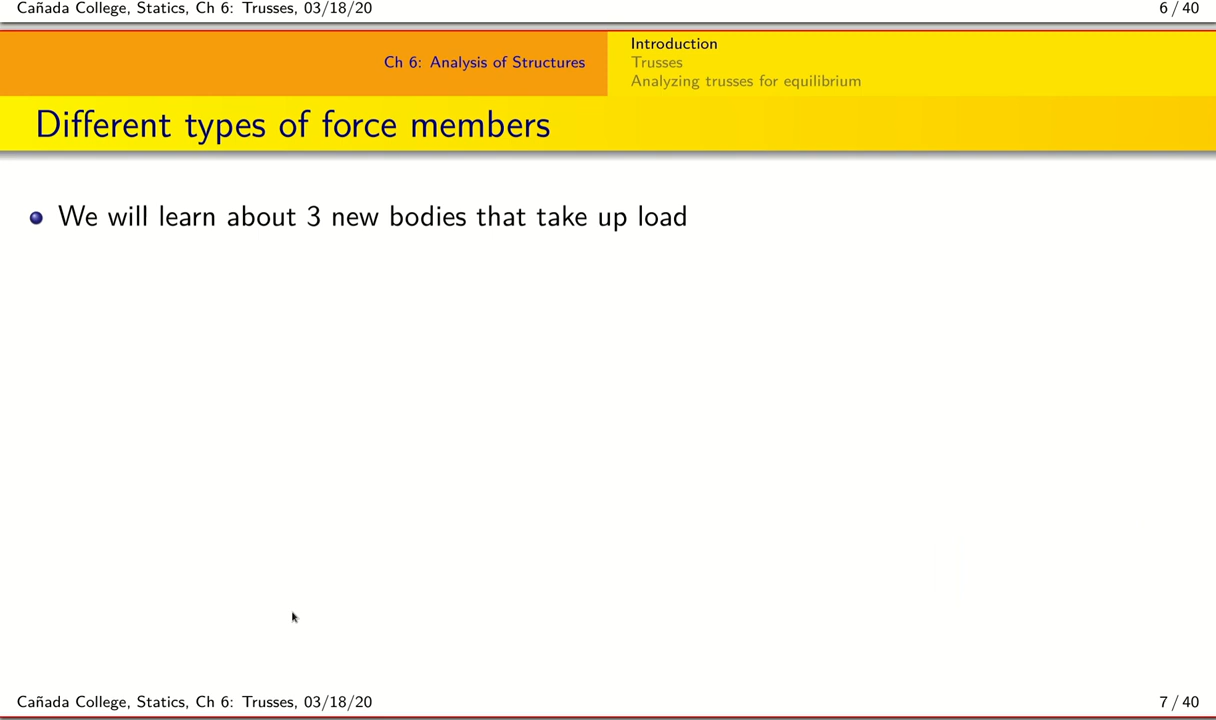 Cañada College, Statics, Ch 6: Trusses, 03/18/20 6 / 40
Ch 6: Analysis of Structures
Introduction
Trusses
Analyzing trusses for equilibrium
Different types of force members
We will learn about 3 new bodies that take up load
Cañada College, Statics, Ch 6: Trusses, 03/18/20 7 / 40